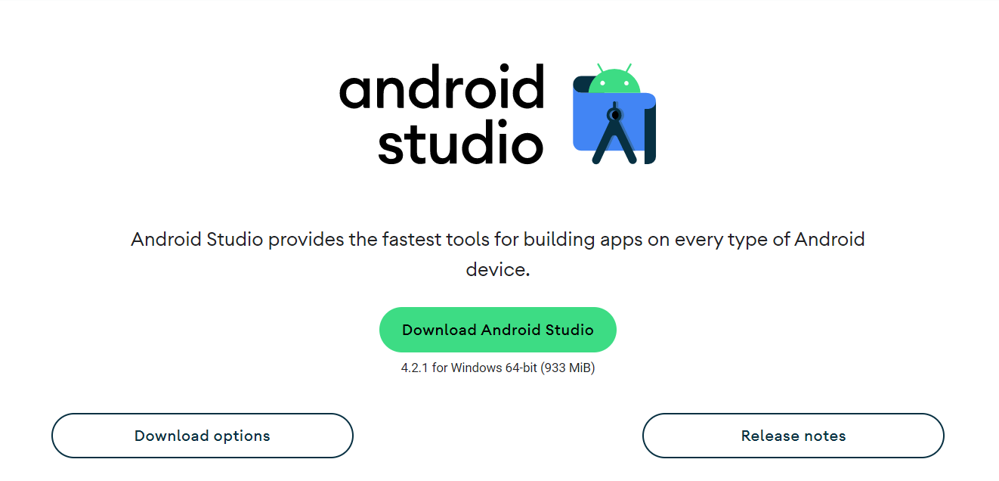 android
studio
Android Studio provides the fastest tools for building apps on every type of Android
device.
Download Android Studio
4.2.1 for Windows 64-bit (933 MiB)
Download options
Release notes